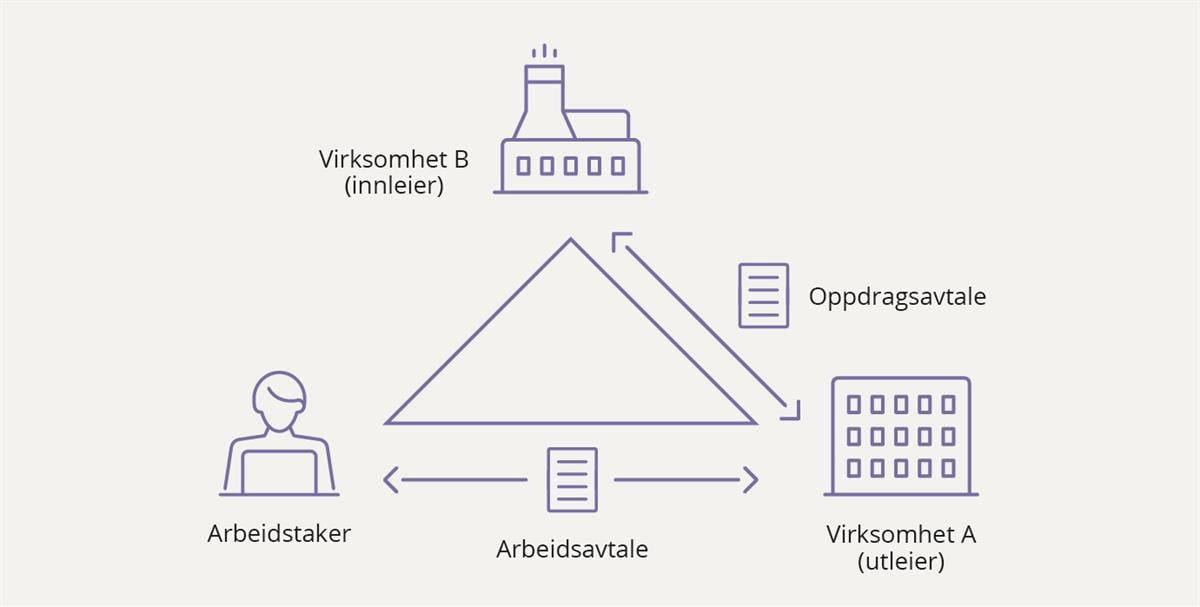 Virksomhet B
(innleier)
Oppdragsavtale
Arbeidstaker
Arbeidsavtale
Virksomhet A
(utleier)